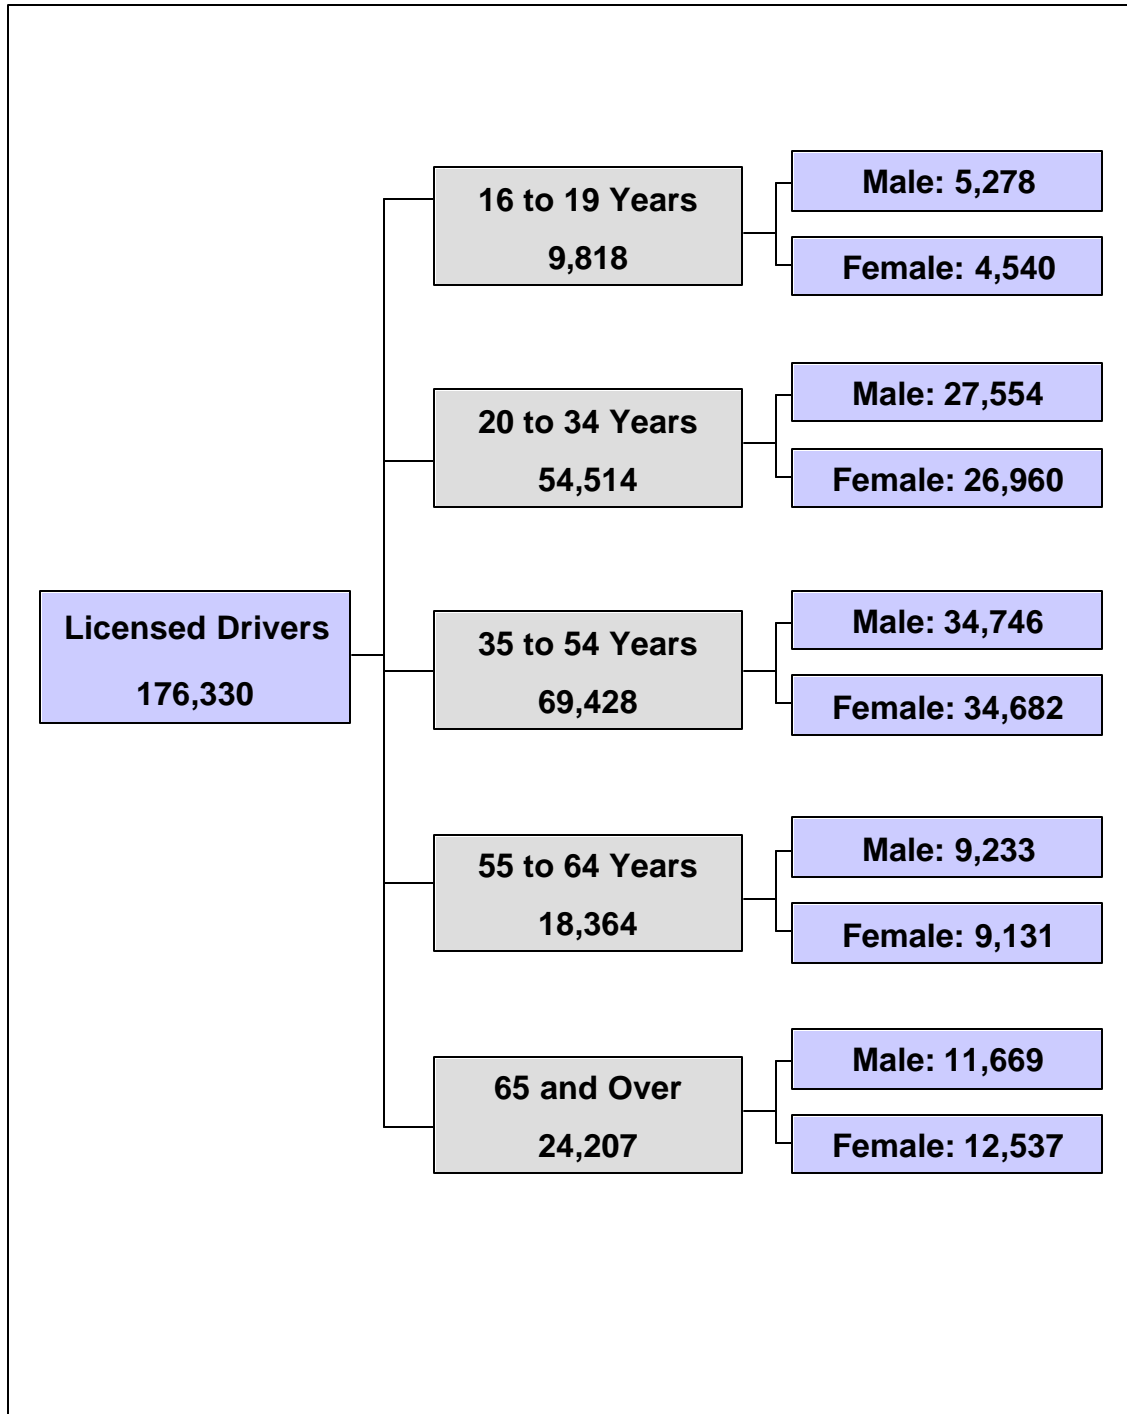 Licensed Drivers
176,330
16 to 19 Years
9,818
Male: 5,278
Female: 4,540
20 to 34 Years
54,514
Male: 27,554
Female: 26,960
35 to 54 Years
69,428
Male: 34,746
Female: 34,682
55 to 64 Years
18,364
Male: 9,233
Female: 9,131
65 and Over
24,207
Male: 11,669
Female: 12,537